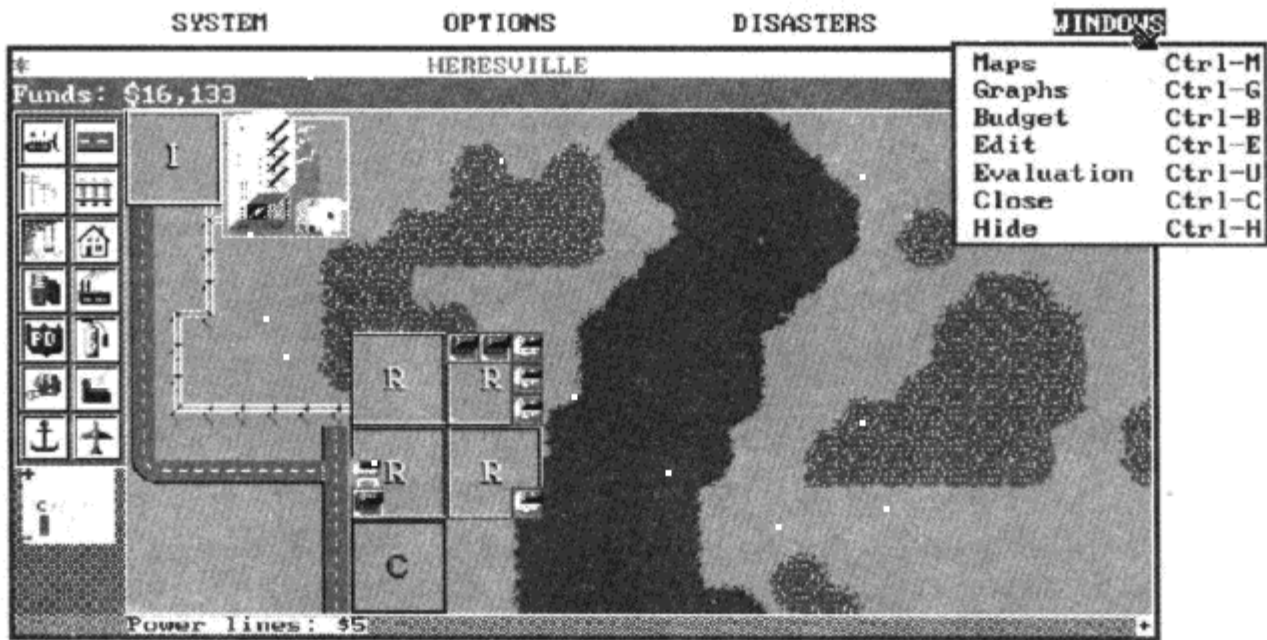 SYSTEM OPTIONS DISASTERS WINDOWS
HERESVILLE
Maps Ctrl-M
Funds: $16,133
Graphs Ctrl-G
Budget Ctrl-B
Edit Ctrl-E
Evaluation Ctrl-U
Close Ctrl-C
Hide Ctrl-H
I
R R
PD
R R
C
C
Power lines: $5